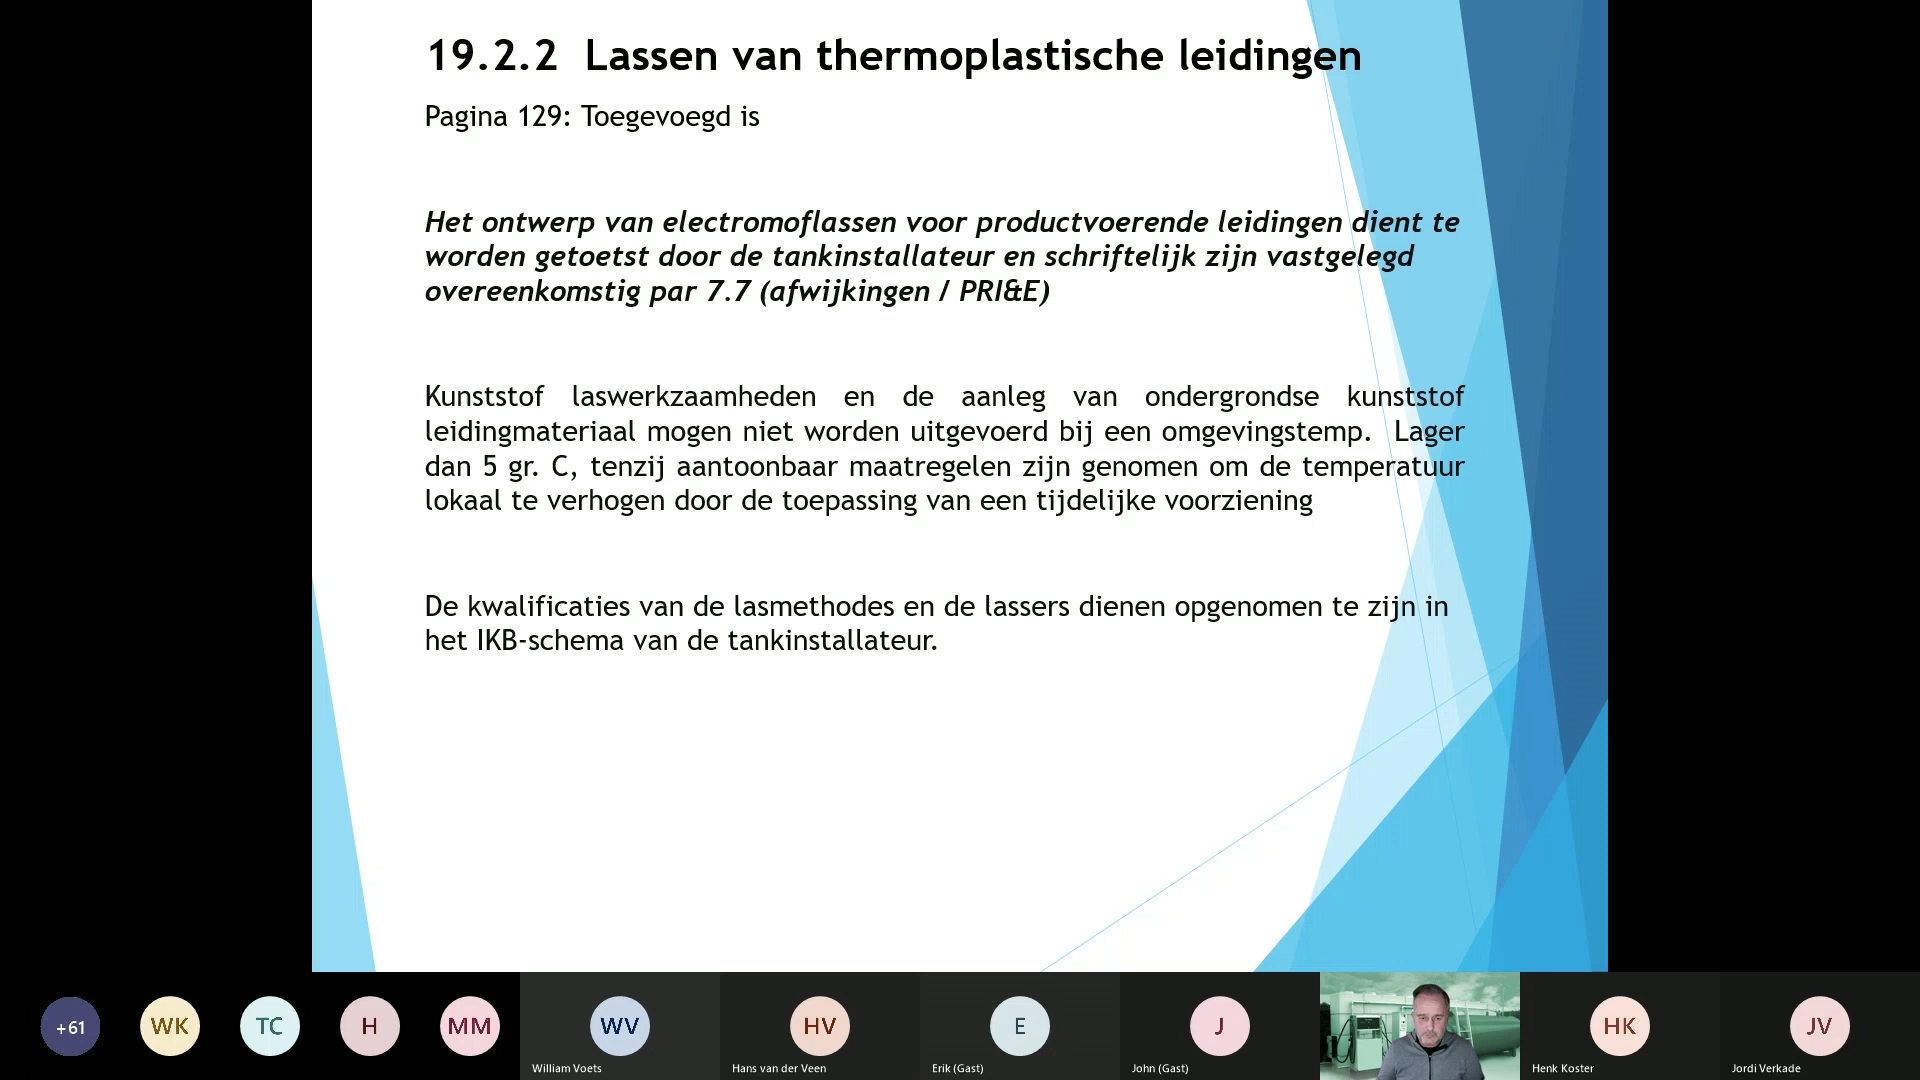 19.2.2 Lassen van thermoplastische leidingen
Pagina 129: Toegevoegd is
Het ontwerp van electromoflassen voor productvoerende leidingen dient te
worden getoetst door de tankinstallateur en schriftelijk zijn vastgelegd
overeenkomstig par 7.7 (afwijkingen / PRI&E)
Kunststof laswerkzaamheden en de aanleg van ondergrondse kunststof
leidingmateriaal mogen niet worden uitgevoerd bij een omgevingstemp. Lager
dan 5 gr. C, tenzij aantoonbaar maatregelen zijn genomen om de temperatuur
lokaal te verhogen door de toepassing van een tijdelijke voorziening
De kwalificaties van de lasmethodes en de lassers dienen opgenomen te zijn in
het IKB-schema van de tankinstallateur.
+61
WK
TC
H
MM
WV
William Voets
HV
Hans van der Veen
E
Erik (Gast)
J
John (Gast)
HK
Henk Koster
JV
Jordi Verkade